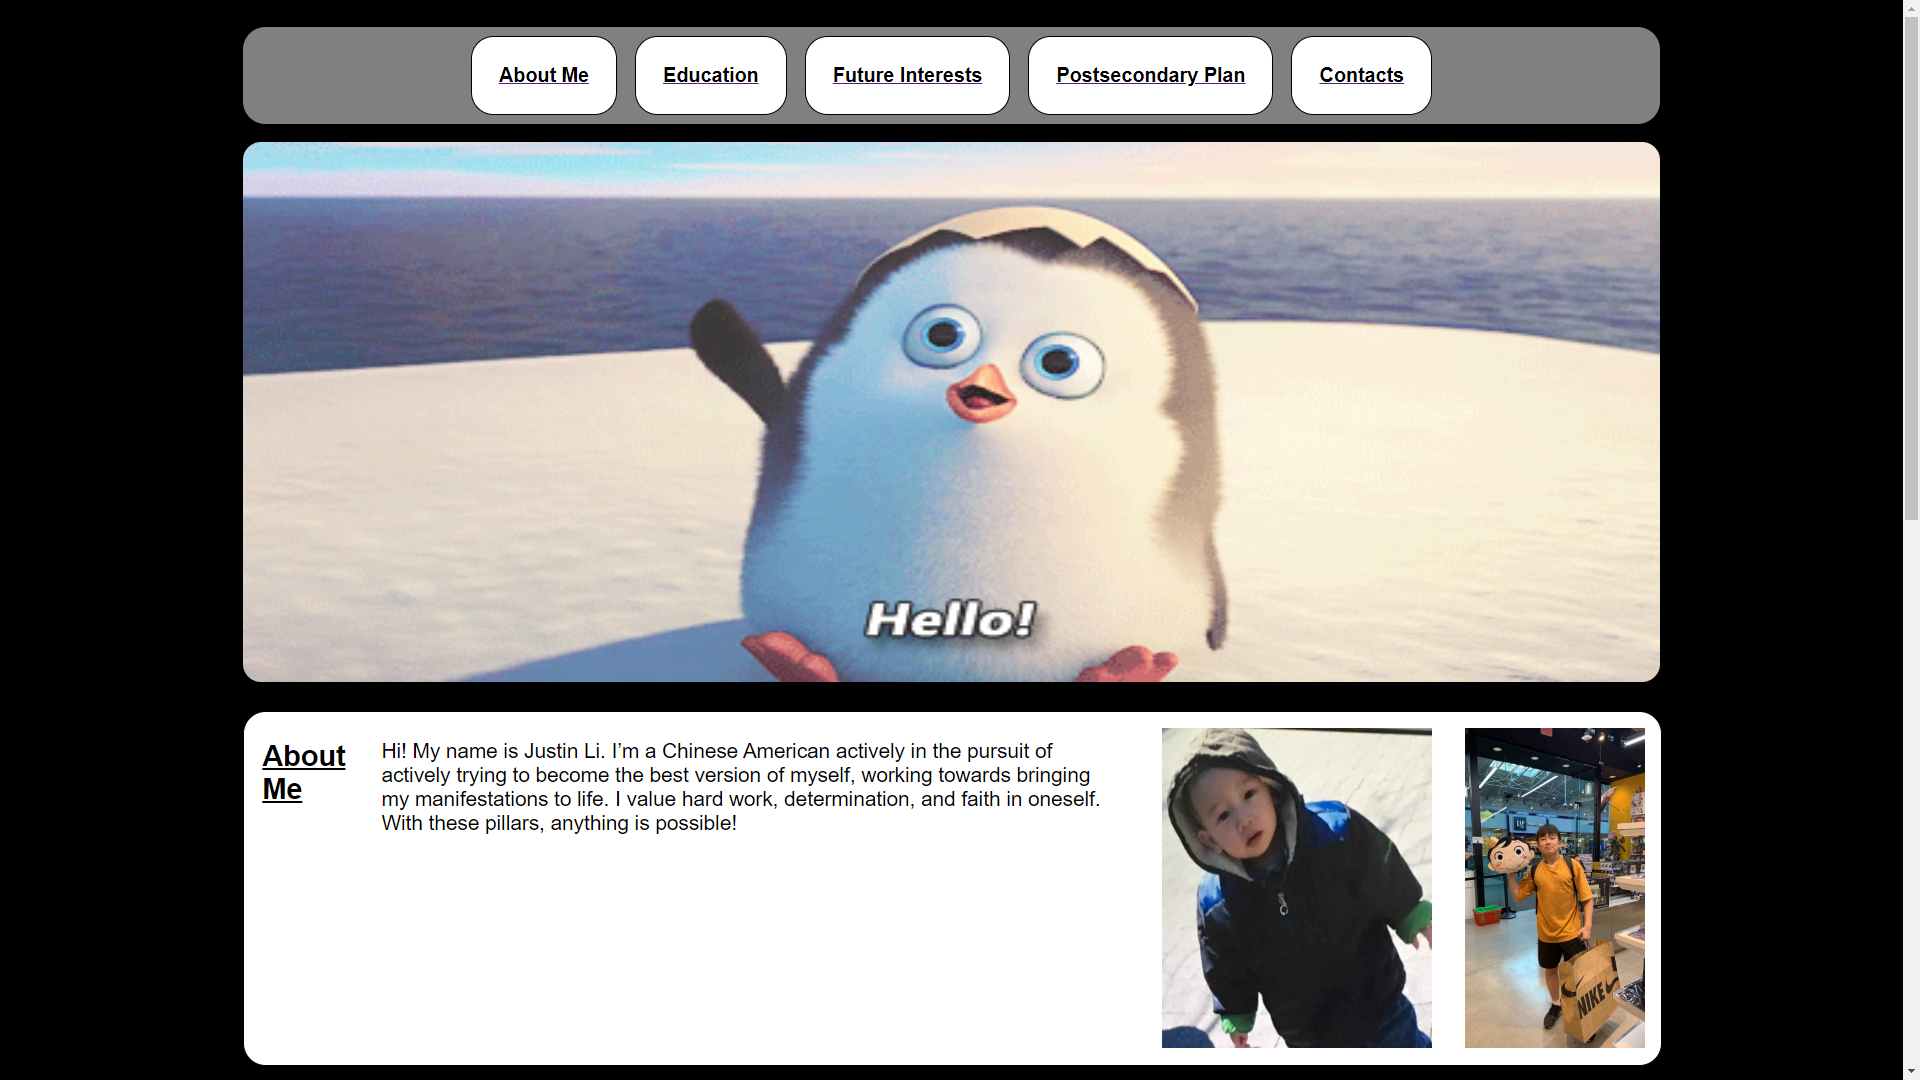 About Me Education Future Interests Postsecondary Plan Contacts
Hello!
About
Me
Hi! My name is Justin Li. I’m a Chinese American actively in the pursuit of
actively trying to become the best version of myself, working towards bringing
my manifestations to life. I value hard work, determination, and faith in oneself.
With these pillars, anything is possible!
NIKE